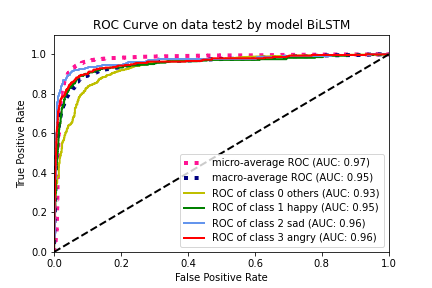 ROC Curve on data test2 by model BiLSTM
True Positive Rate
1.0
0.8
0.6
0.4
0.2
0.0
micro-average ROC (AUC: 0.97)
macro-average ROC (AUC: 0.95)
ROC of class 0 others (AUC: 0.93)
ROC of class 1 happy (AUC: 0.95)
ROC of class 2 sad (AUC: 0.96)
ROC of class 3 angry (AUC: 0.96)
0.0 0.2 0.4 0.6 0.8 1.0
False Positive Rate